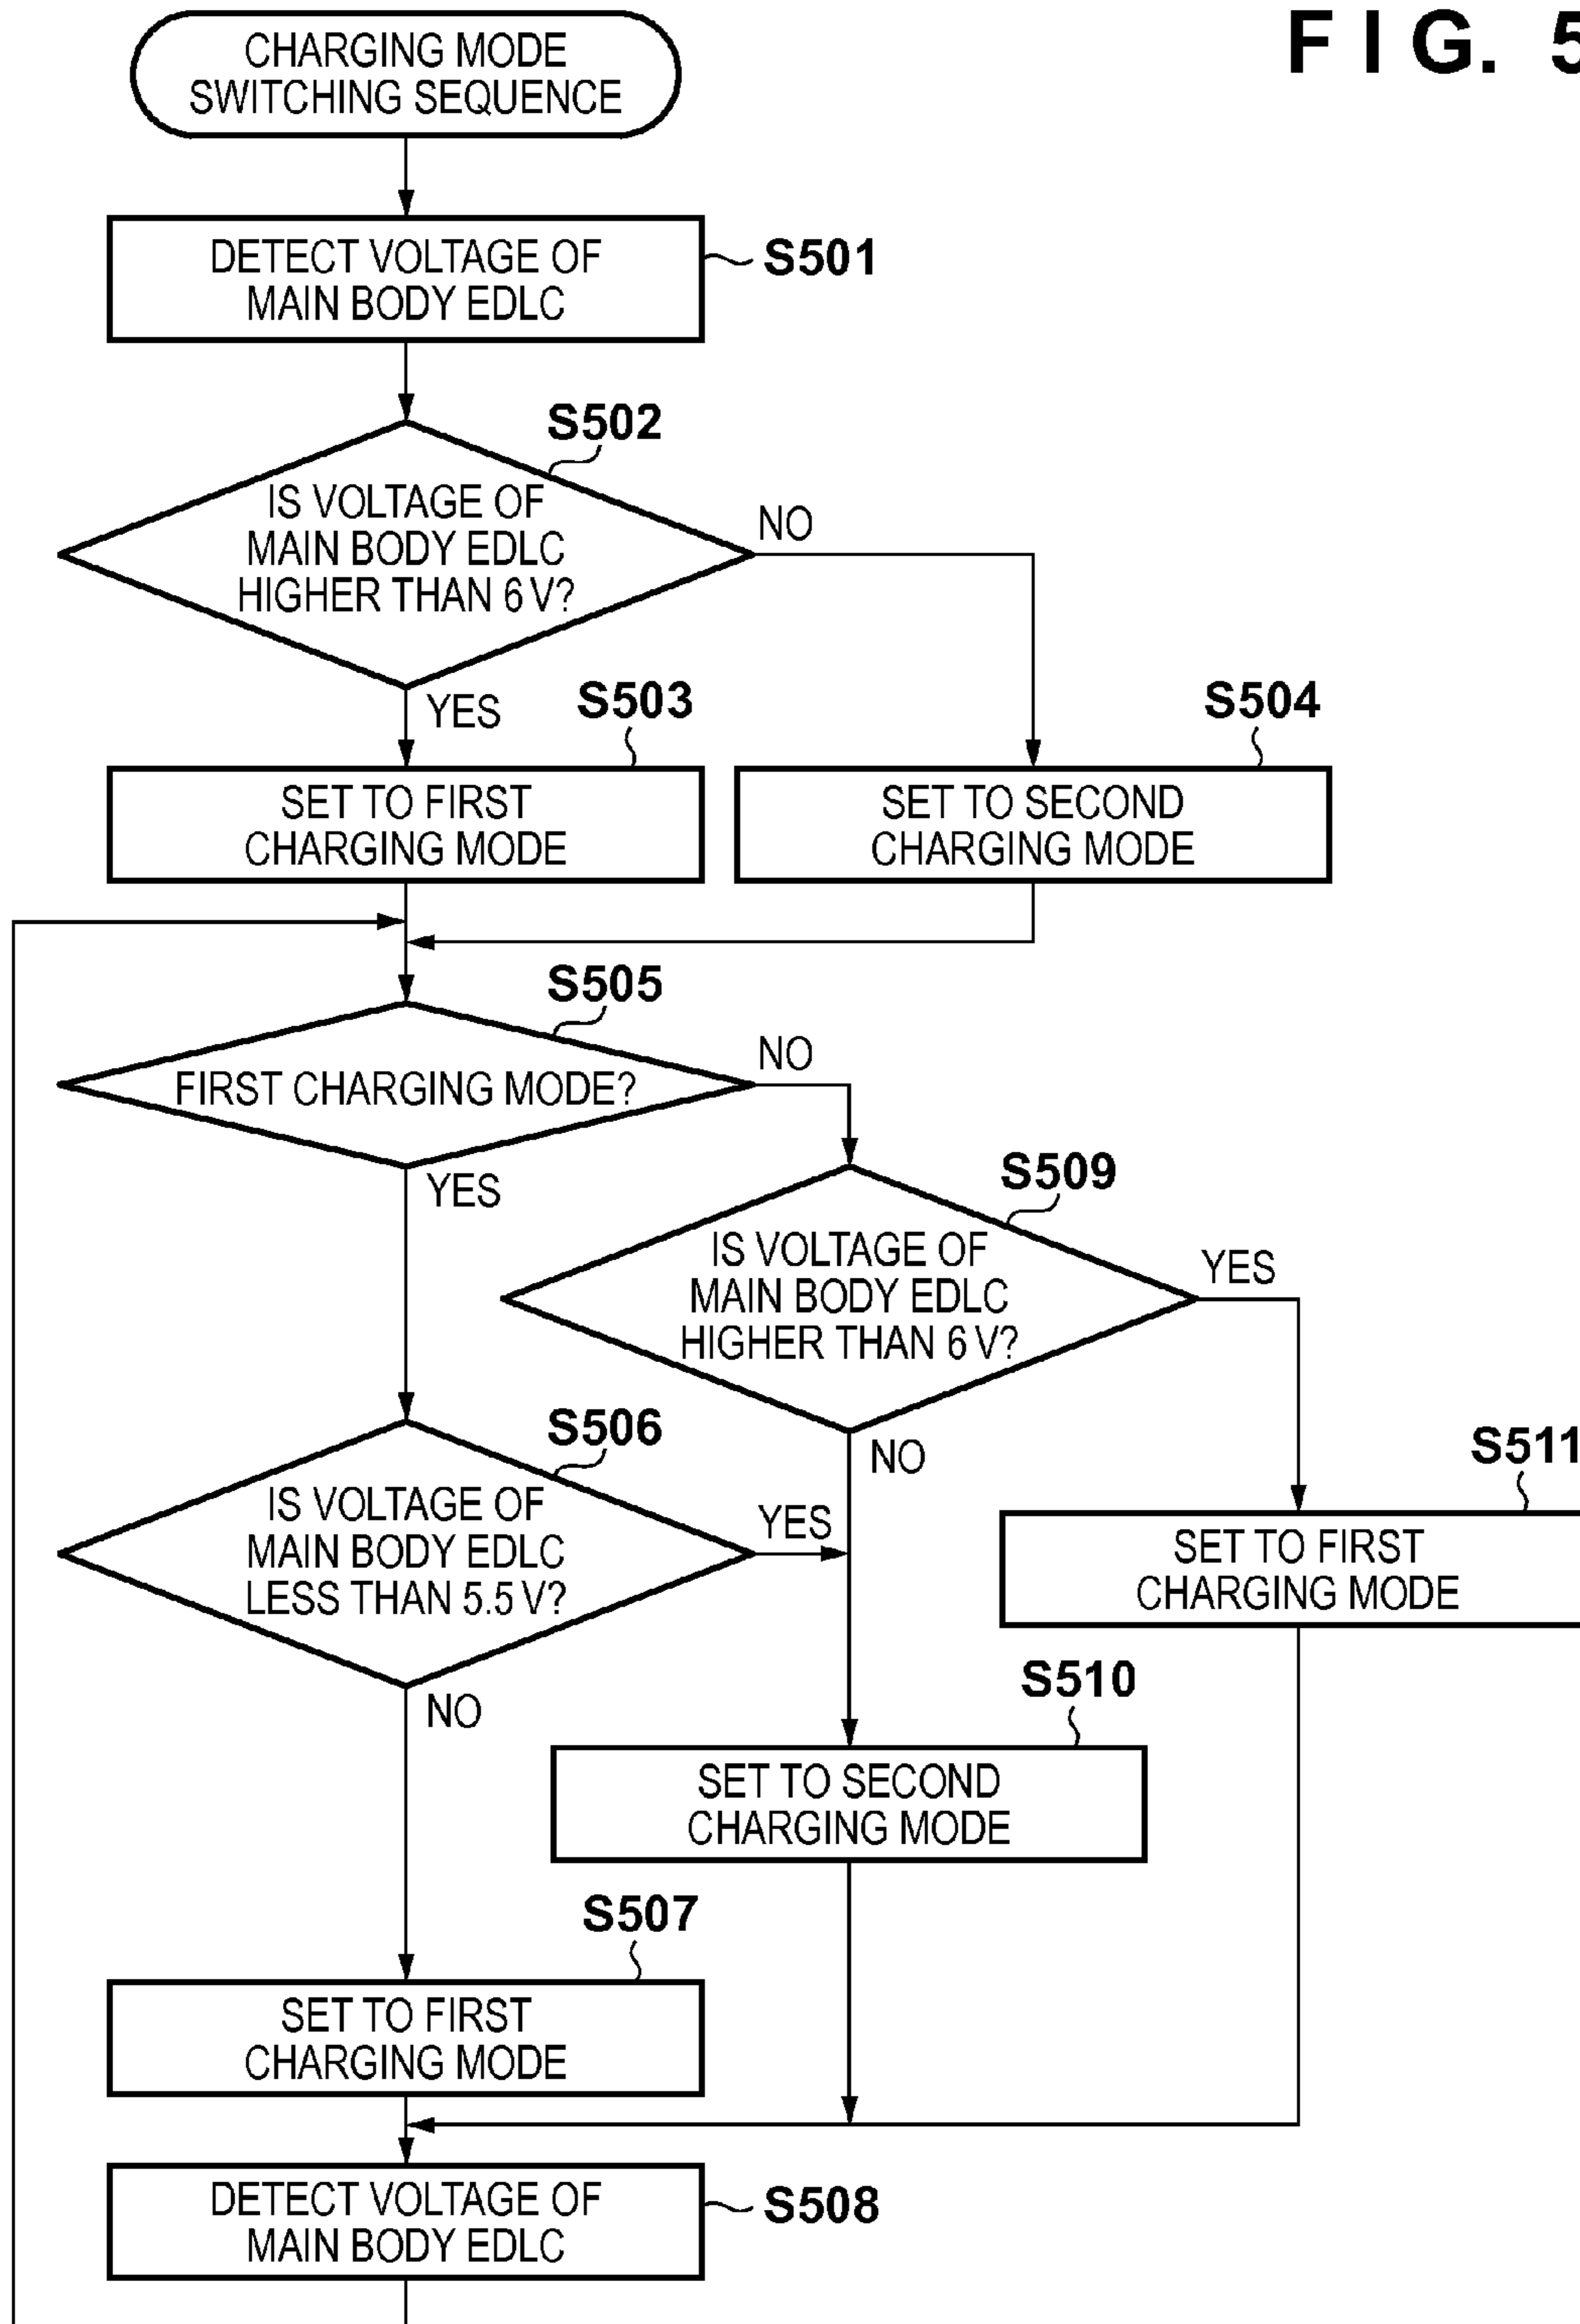 FIG. 5
CHARGING MODE
SWITCHING SEQUENCE
DETECT VOLTAGE OF
MAIN BODY EDLC
S501
S502
IS VOLTAGE OF
MAIN BODY EDLC
HIGHER THAN 6 V?
NO
YES
S503
SET TO FIRST
CHARGING MODE
S504
SET TO SECOND
CHARGING MODE
S505
FIRST CHARGING MODE?
NO
YES
S509
IS VOLTAGE OF
MAIN BODY EDLC
HIGHER THAN 6 V?
YES
NO
S506
IS VOLTAGE OF
MAIN BODY EDLC
LESS THAN 5.5 V?
YES
NO
S511
SET TO FIRST
CHARGING MODE
S510
SET TO SECOND
CHARGING MODE
S507
SET TO FIRST
CHARGING MODE
DETECT VOLTAGE OF
MAIN BODY EDLC
S508